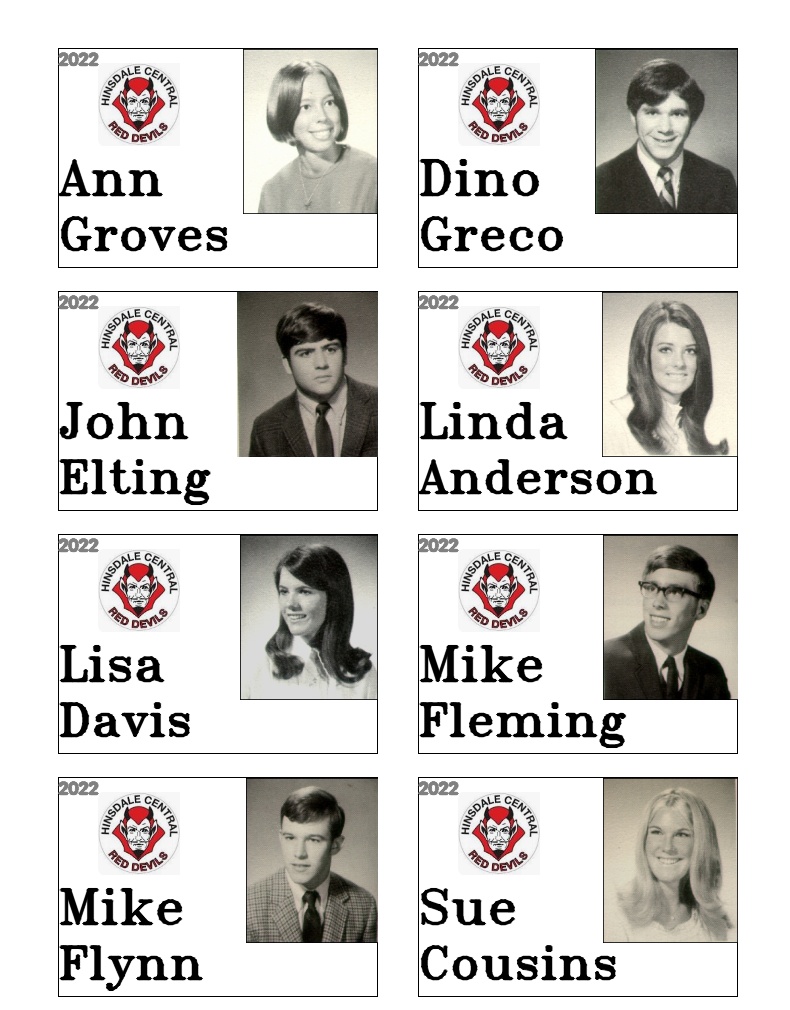 2022
HINSDALE CENTRAL
RED DEVILS
Ann
Groves
2022
HINSDALE CENTRAL
RED DEVILS
Dino
Greco
2022
HINSDALE CENTRAL
RED DEVILS
John
Elting
2022
HINSDALE CENTRAL
RED DEVILS
Linda
Anderson
2022
HINSDALE CENTRAL
RED DEVILS
Lisa
Davis
2022
HINSDALE CENTRAL
RED DEVILS
Mike
Fleming
2022
HINSDALE CENTRAL
RED DEVILS
Mike
Flynn
2022
HINSDALE CENTRAL
RED DEVILS
Sue
Cousins